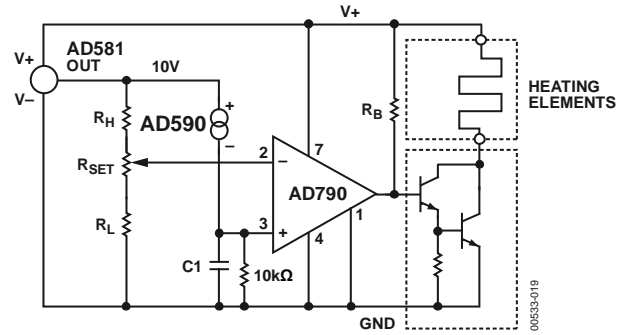 V+
AD581
OUT
V+
V–
10V
RH
AD590
+
–
RB
HEATING
ELEMENTS
RSET
2
–
7
AD790
RL
3
+
1
4
C1
10kΩ
GND
00533-019